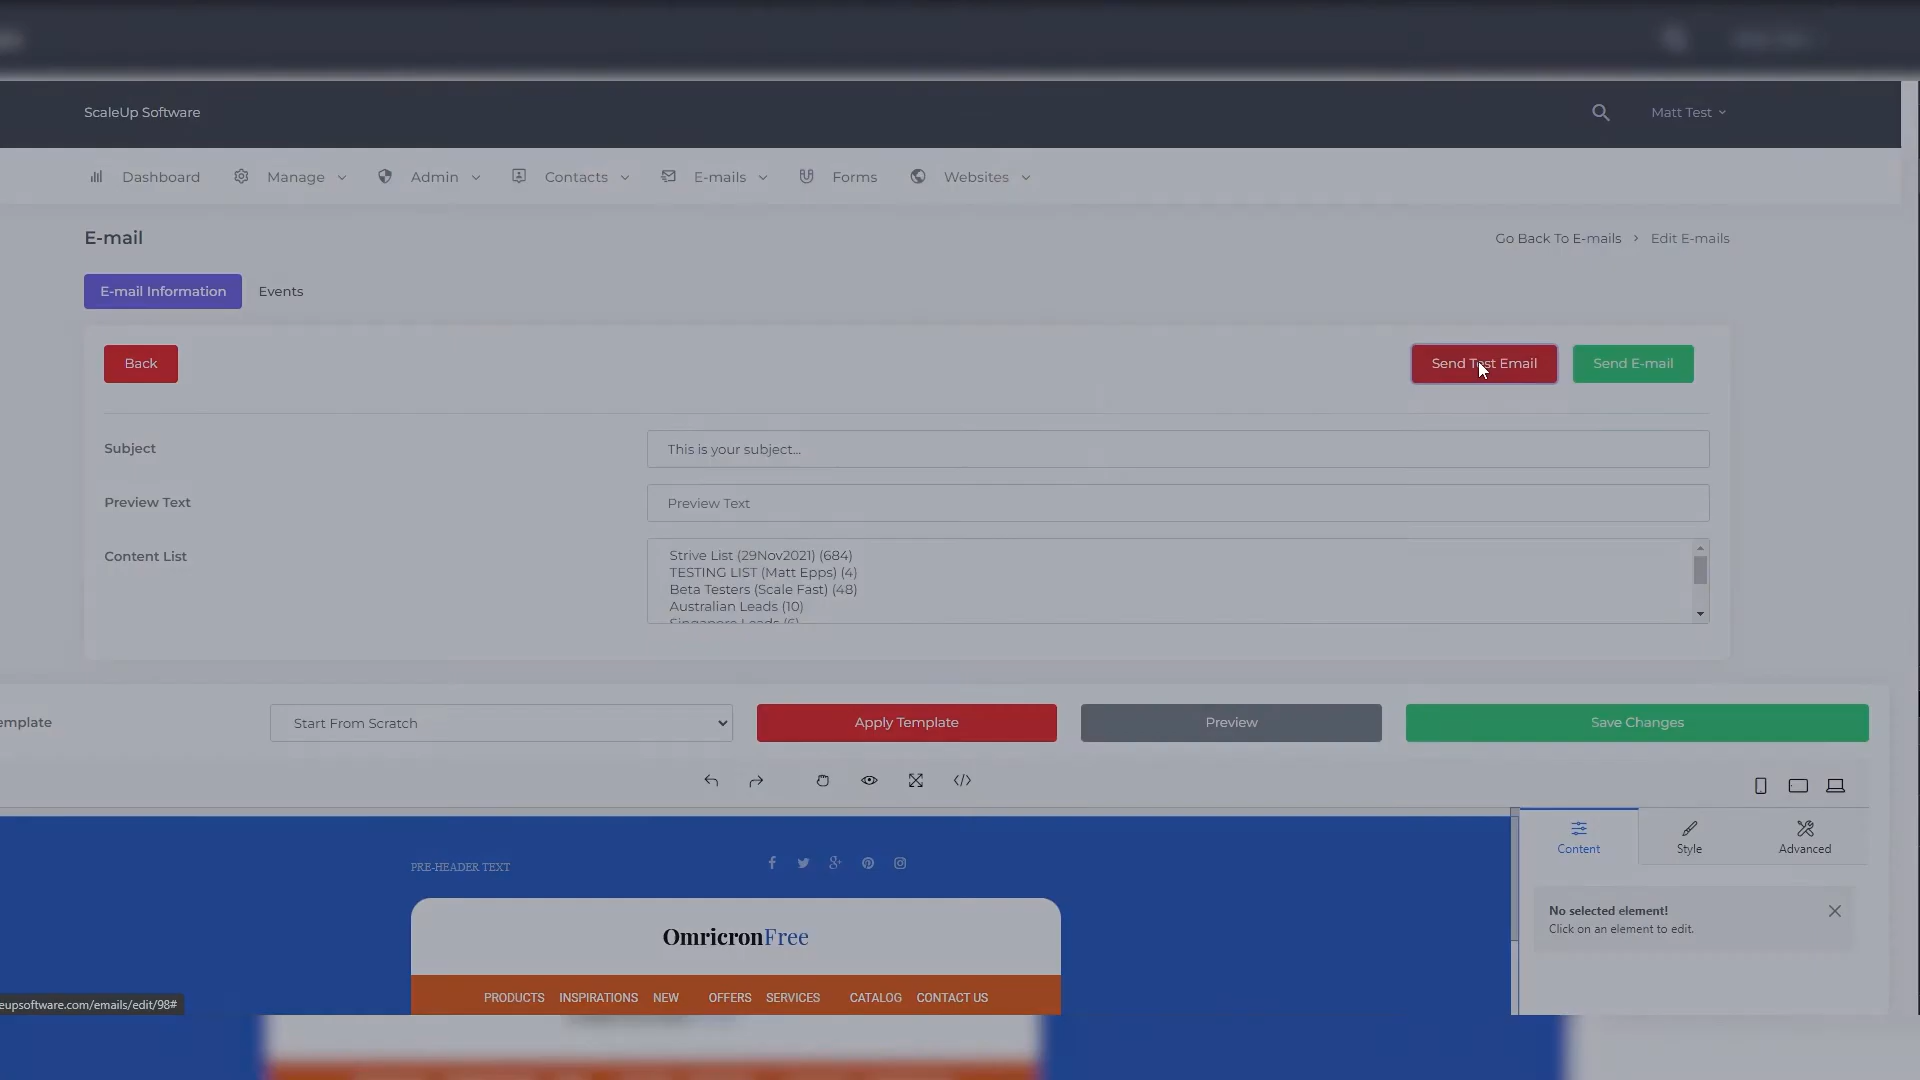 ScaleUp Software
Matt Test
Dashboard Manage Admin Contacts E-mails Forms Websites
E-mail
Go Back To E-mails > Edit E-mails
E-mail Information Events
Back Send Test Email Send E-mail
Subject This is your subject...
Preview Text Preview Text
Content List
Strive List (29Nov2021) (684)
TESTING LIST (Matt Epps) (4)
Beta Testers (Scale Fast) (48)
Australian Leads (10)
Singapore Leads (6)
emplate Start From Scratch Apply Template Preview Save Changes
Content Style Advanced
PRE-HEADER TEXT
No selected element!
Click on an element to edit.
OmricronFree
PRODUCTS INSPIRATIONS NEW OFFERS SERVICES CATALOG CONTACT US
eupsoftware.com/emails/edit/98#